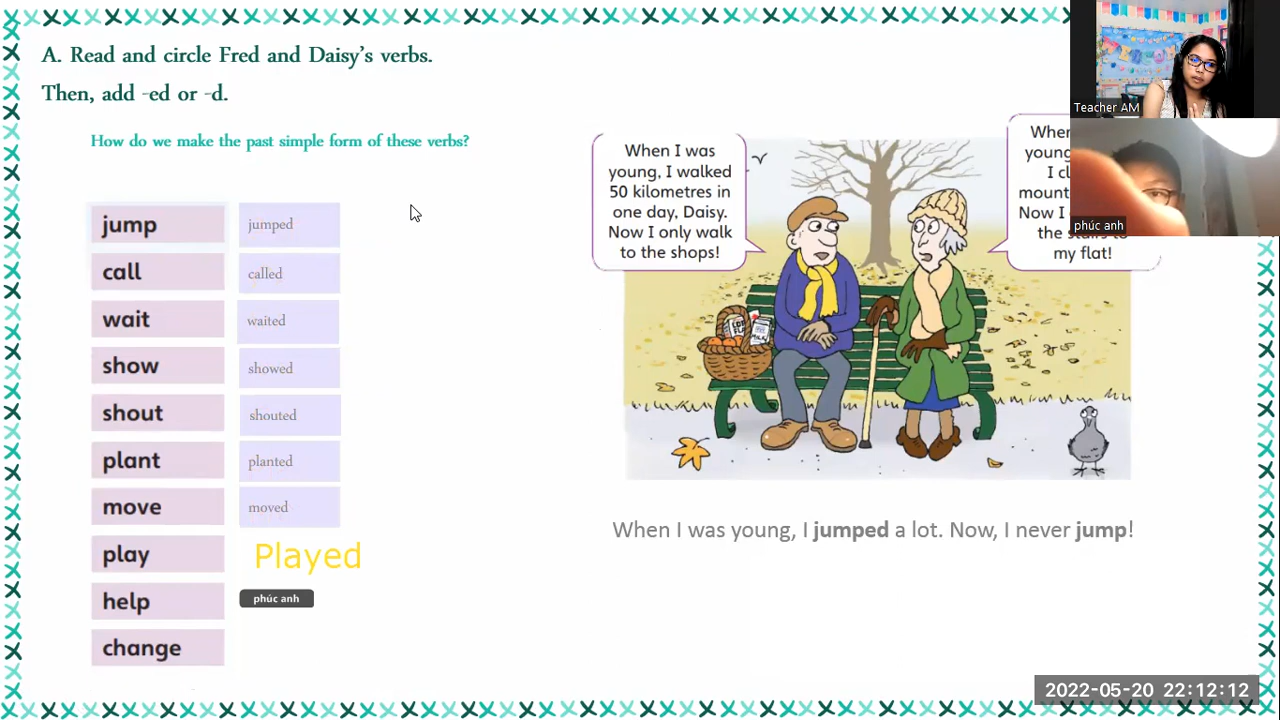 A. Read and circle Fred and Daisy's verbs.
Then, add -ed or -d.
How do we make the past simple form of these verbs?
jump
jumped
call
called
wait
waited
show
showed
shout
shouted
plant
planted
move
moved
play
Played
help
phúc anh
change
When I was
young, I walked
50 kilometres in
one day, Daisy.
Now I only walk
to the shops!
young
I
Now I
the stairs to
my flat!
MILK
When I was young, I jumped a lot. Now, I never jump!
Teacher AM
phúc anh
2022-05-20 22:12:12